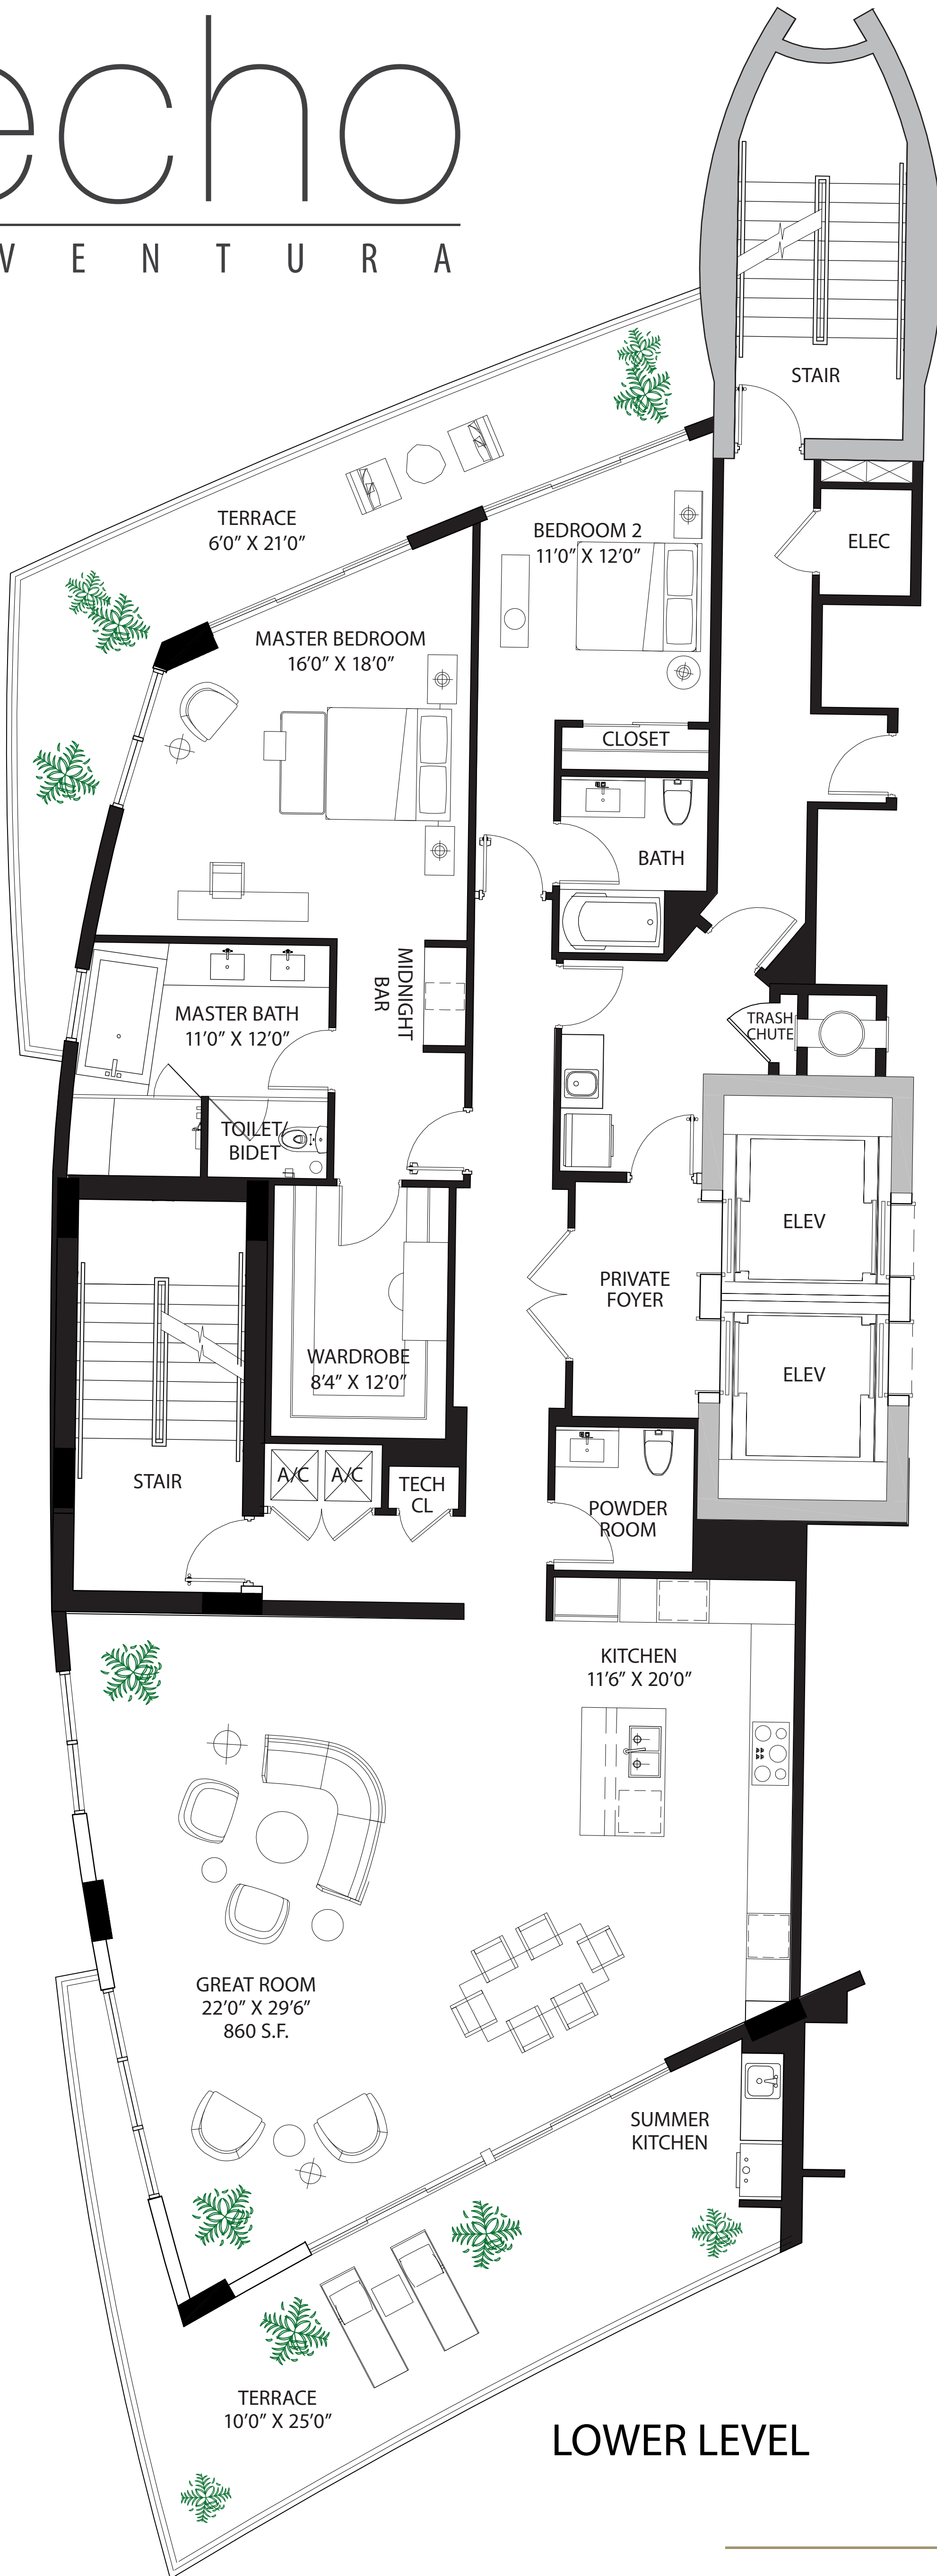 echo
V E N T U R A
STAIR
TERRACE
6'0" X 21'0"
BEDROOM 2
11'0" X 12'0"
ELEC
MASTER BEDROOM
16'0" X 18'0"
CLOSET
BATH
MIDNIGHT
BAR
MASTER BATH
11'0" X 12'0"
TRASH
CHUTE
TOILET/
BIDET
ELEV
PRIVATE
FOYER
WARDROBE
8'4" X 12'0"
ELEV
STAIR
A/C
A/C
TECH
CL
POWDER
ROOM
KITCHEN
11'6" X 20'0"
GREAT ROOM
22'0" X 29'6"
860 S.F.
SUMMER
KITCHEN
TERRACE
10'0" X 25'0"
LOWER LEVEL